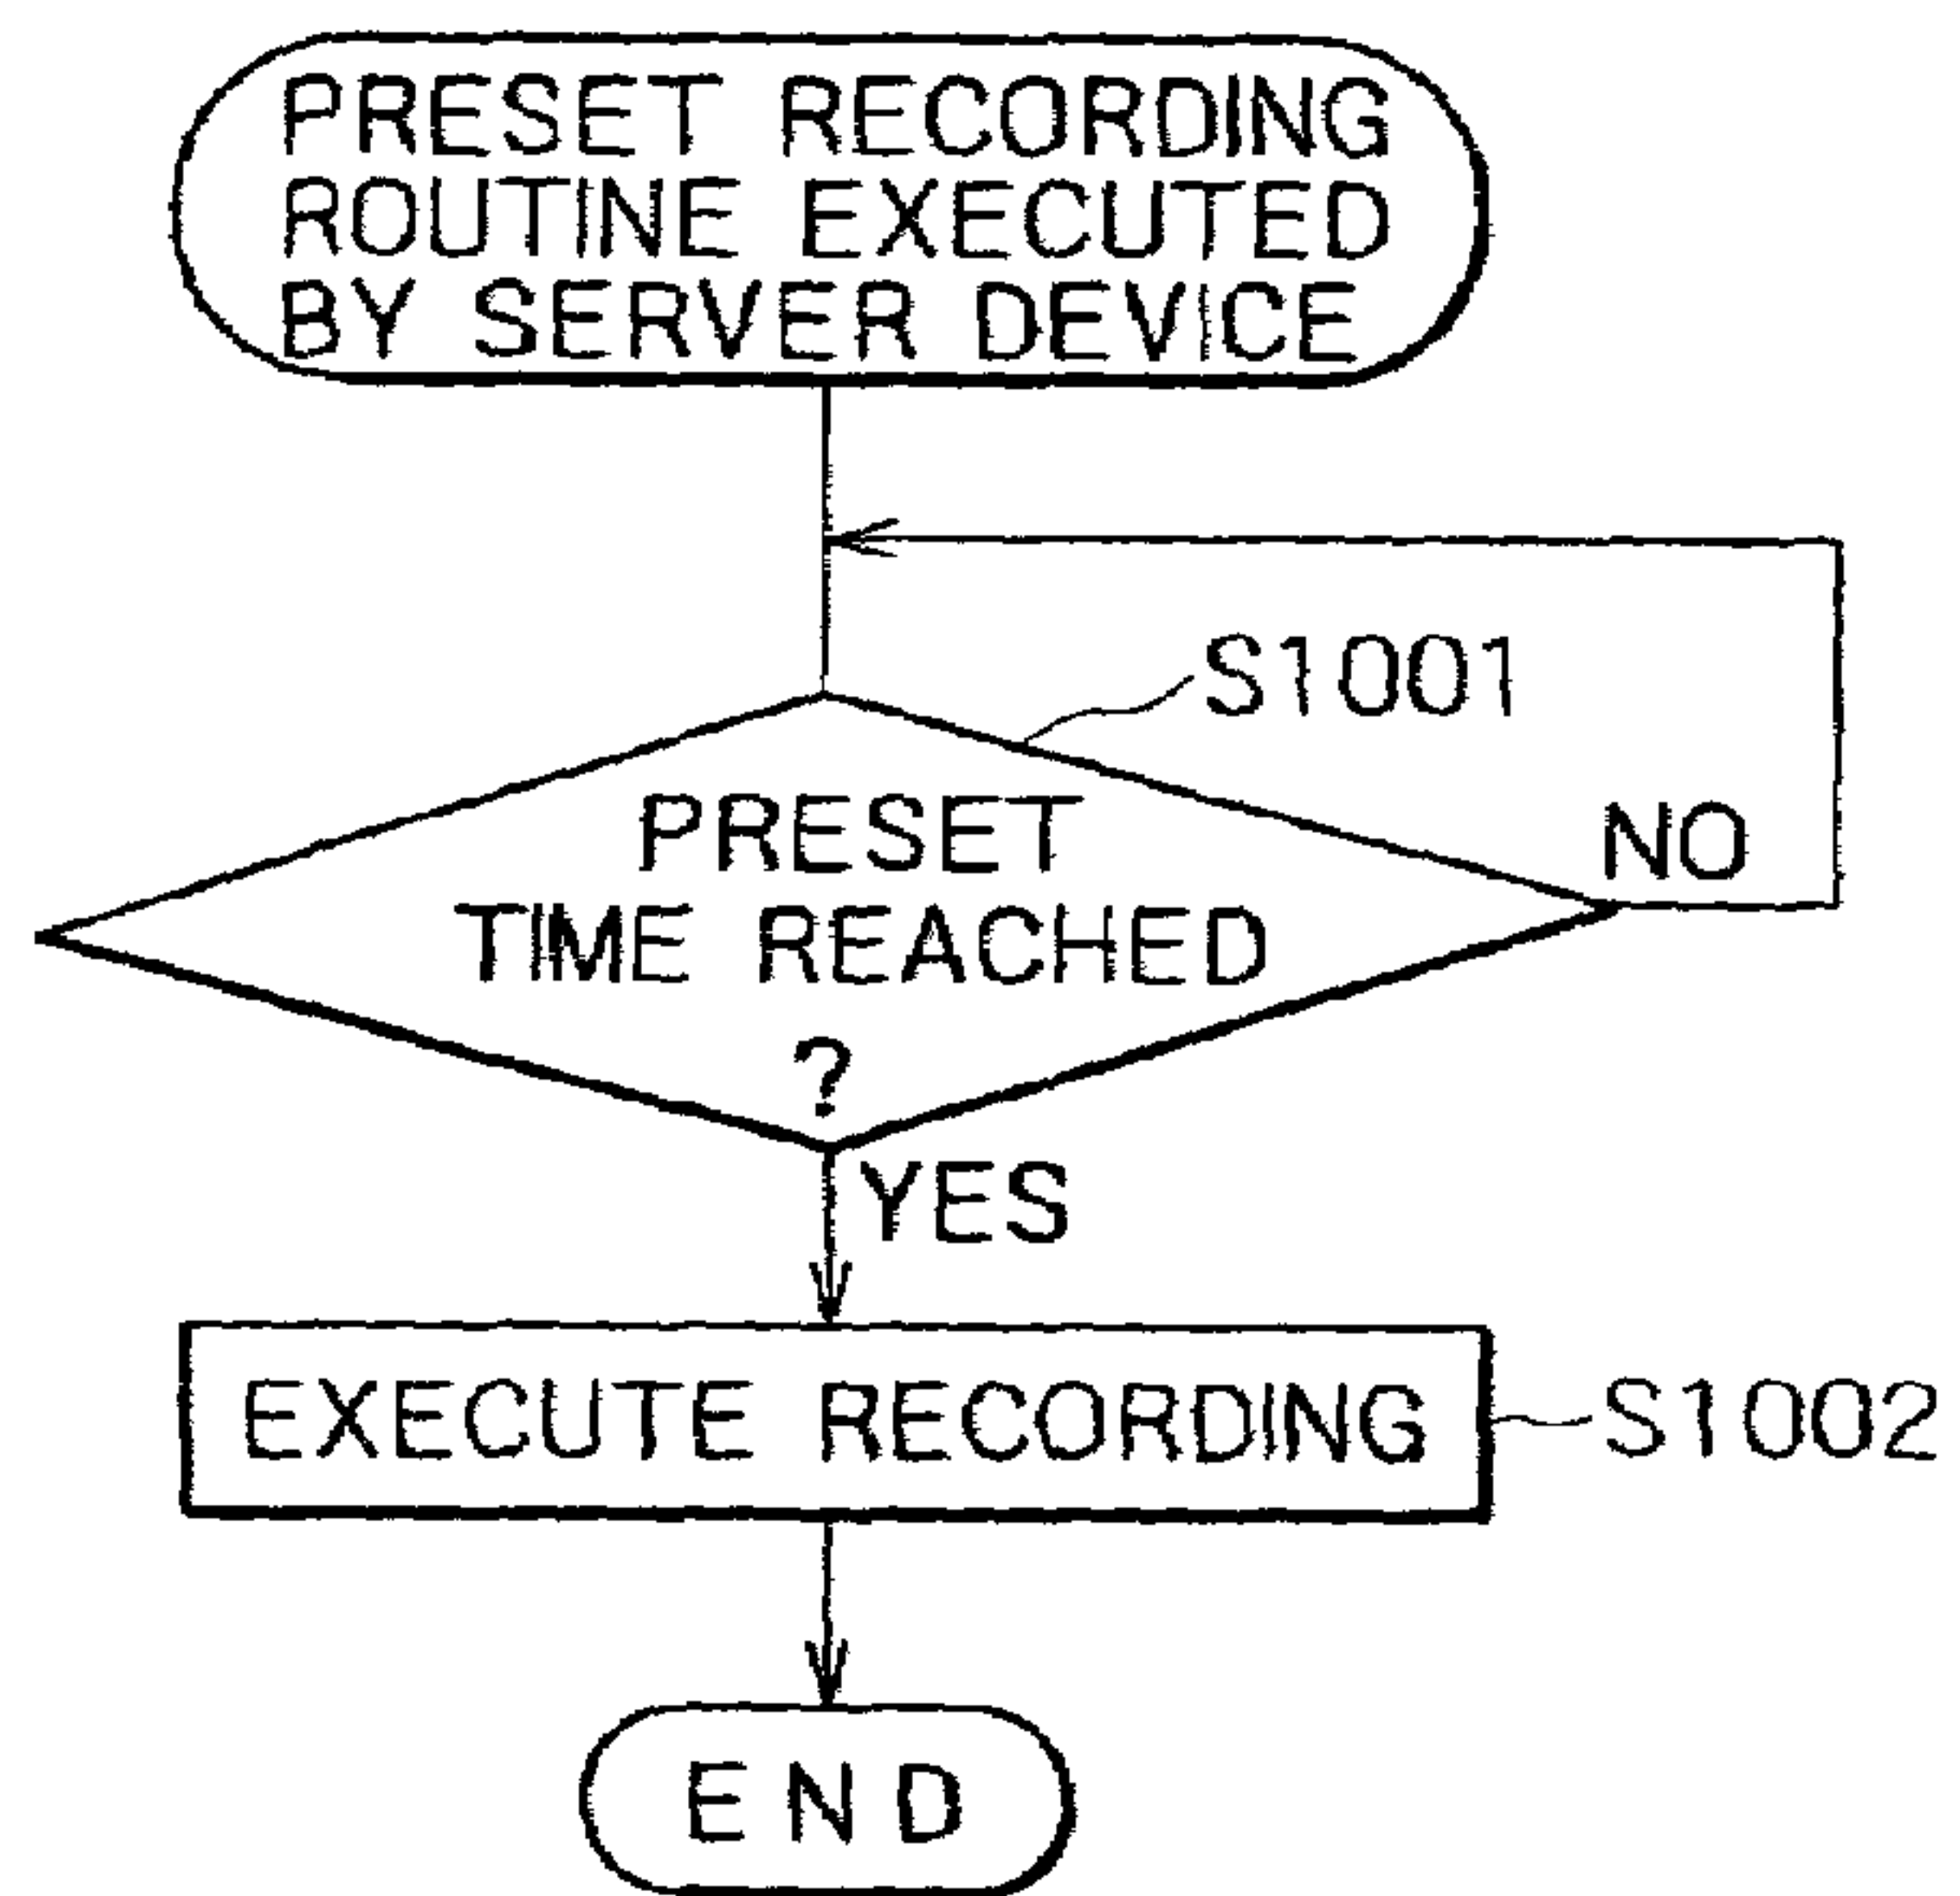 PRESET RECORDING
ROUTINE EXECUTED
BY SERVER DEVICE
S1001
PRESET
TIME REACHED
?
NO
YES
EXECUTE RECORDING
S1002
END